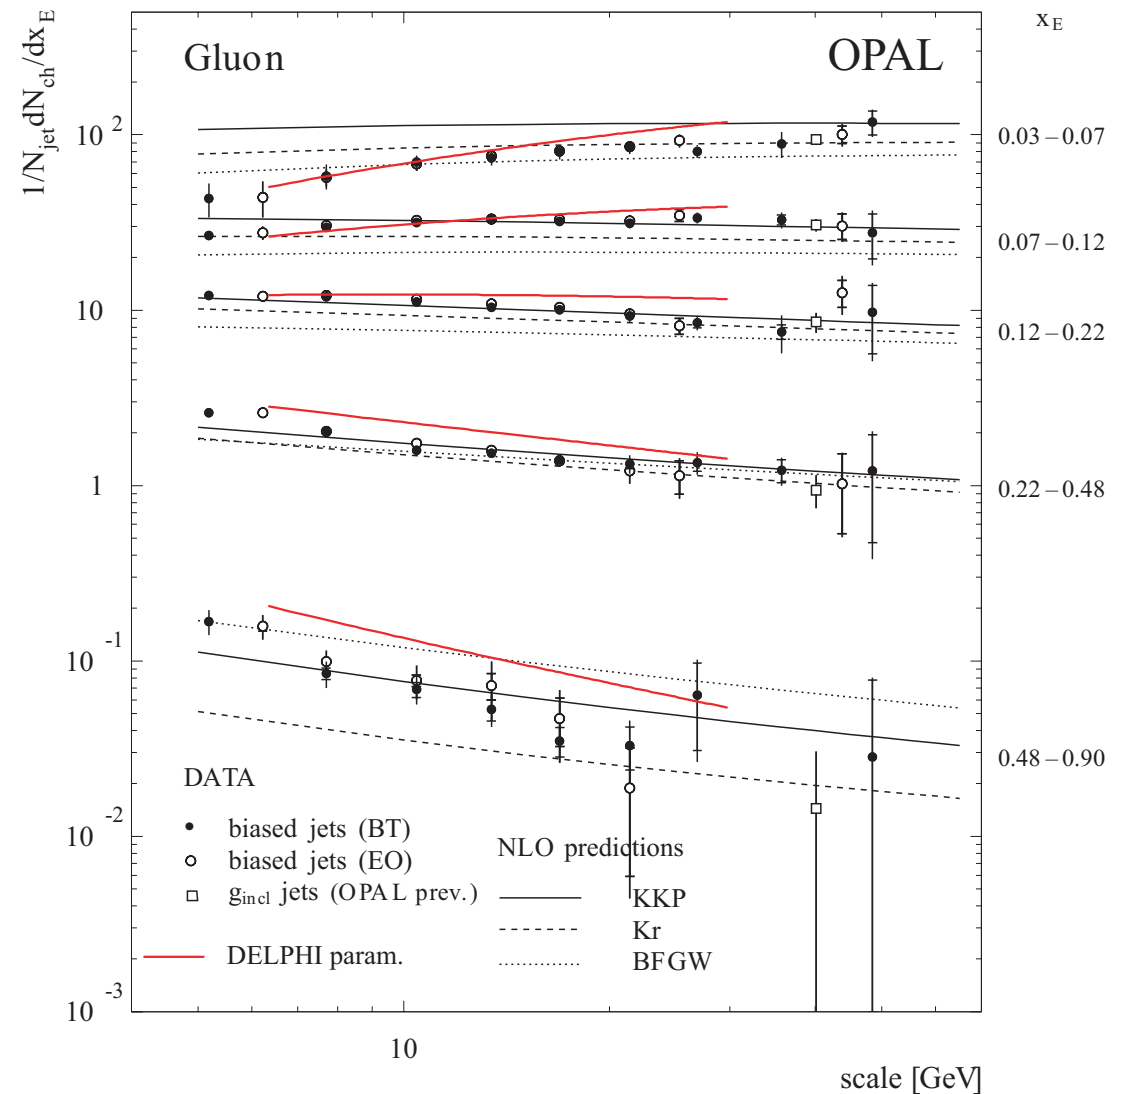 1/N_jet dN_ch/dx_E
Gluon
OPAL
x_E
10^2
10
1
10^-1
10^-2
10^-3
0.03−0.07
0.07−0.12
0.12−0.22
0.22−0.48
0.48−0.90
DATA
biased jets (BT)
biased jets (EO)
g_incl jets (OPAL prev.)
DELPHI param.
NLO predictions
KKP
Kr
BFGW
10
scale [GeV]